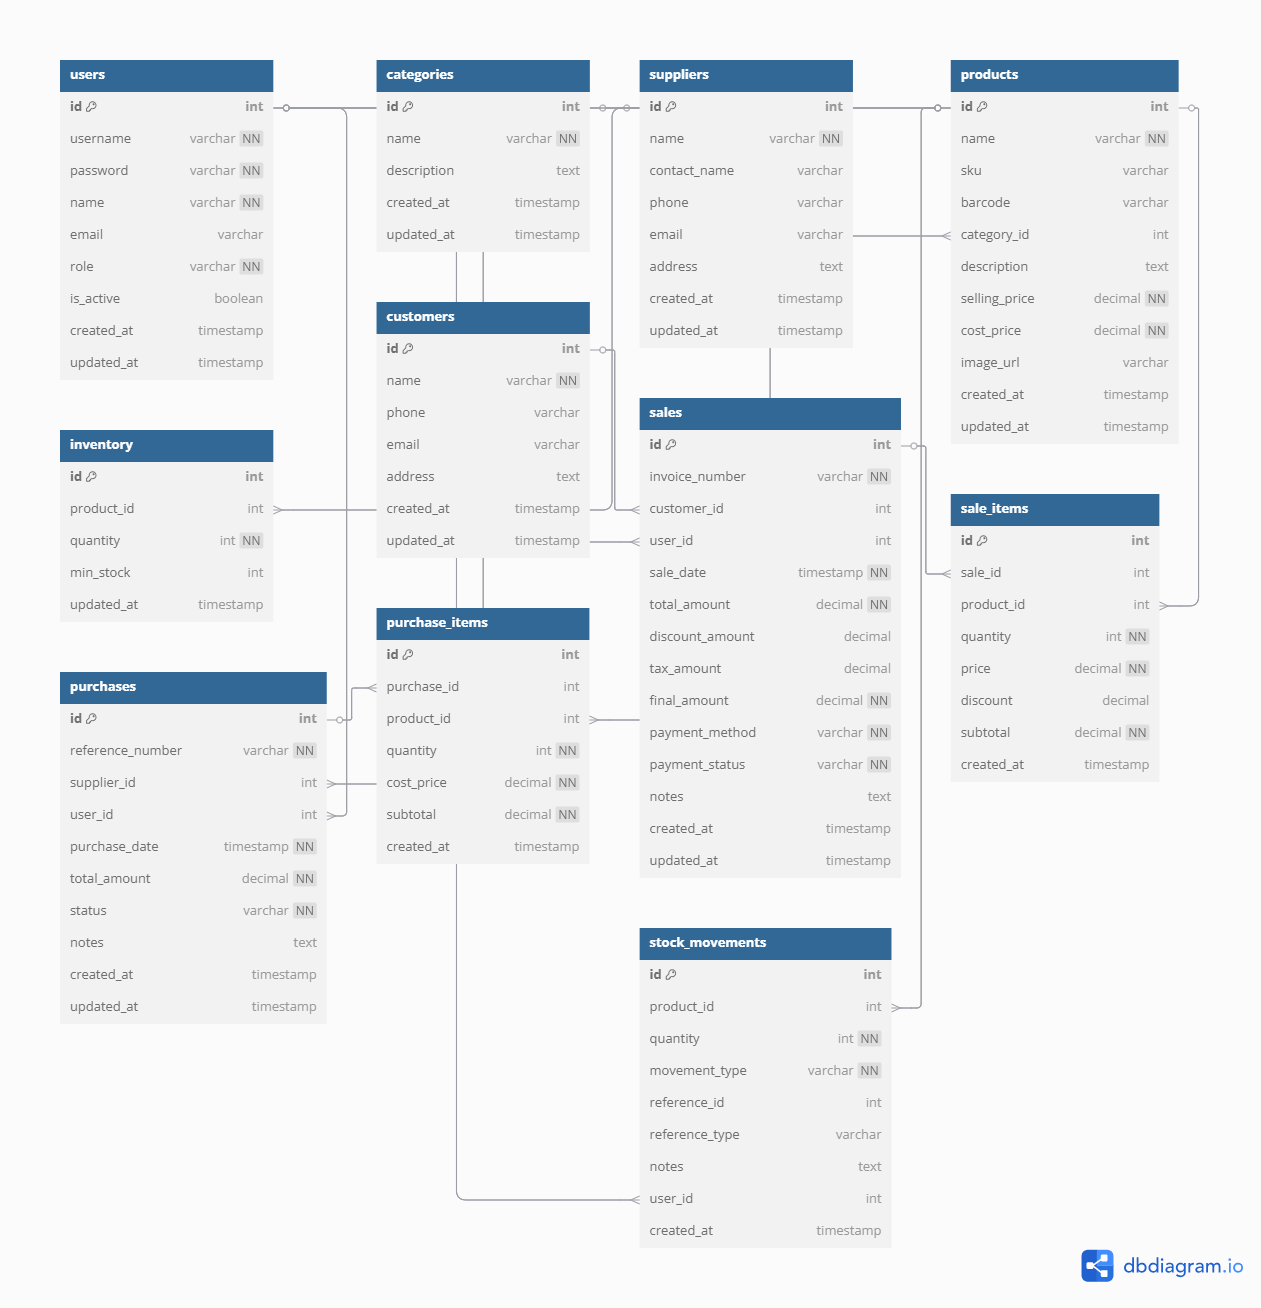 users
id int
username varchar NN
password varchar NN
name varchar NN
email varchar
role varchar NN
is_active boolean
created_at timestamp
updated_at timestamp
categories
id int
name varchar NN
description text
created_at timestamp
updated_at timestamp
suppliers
id int
name varchar NN
contact_name varchar
phone varchar
email varchar
address text
created_at timestamp
updated_at timestamp
products
id int
name varchar NN
sku varchar
barcode varchar
category_id int
description text
selling_price decimal NN
cost_price decimal NN
image_url varchar
created_at timestamp
updated_at timestamp
customers
id int
name varchar NN
phone varchar
email varchar
address text
created_at timestamp
updated_at timestamp
inventory
id int
product_id int
quantity int NN
min_stock int
updated_at timestamp
sales
id int
invoice_number varchar NN
customer_id int
user_id int
sale_date timestamp NN
total_amount decimal NN
discount_amount decimal
tax_amount decimal
final_amount decimal NN
payment_method varchar NN
payment_status varchar NN
notes text
created_at timestamp
updated_at timestamp
sale_items
id int
sale_id int
product_id int
quantity int NN
price decimal NN
discount decimal
subtotal decimal NN
created_at timestamp
purchases
id int
reference_number varchar NN
supplier_id int
user_id int
purchase_date timestamp NN
total_amount decimal NN
status varchar NN
notes text
created_at timestamp
updated_at timestamp
purchase_items
id int
purchase_id int
product_id int
quantity int NN
cost_price decimal NN
subtotal decimal NN
created_at timestamp
stock_movements
id int
product_id int
quantity int NN
movement_type varchar NN
reference_id int
reference_type varchar
notes text
user_id int
created_at timestamp
dbdiagram.io